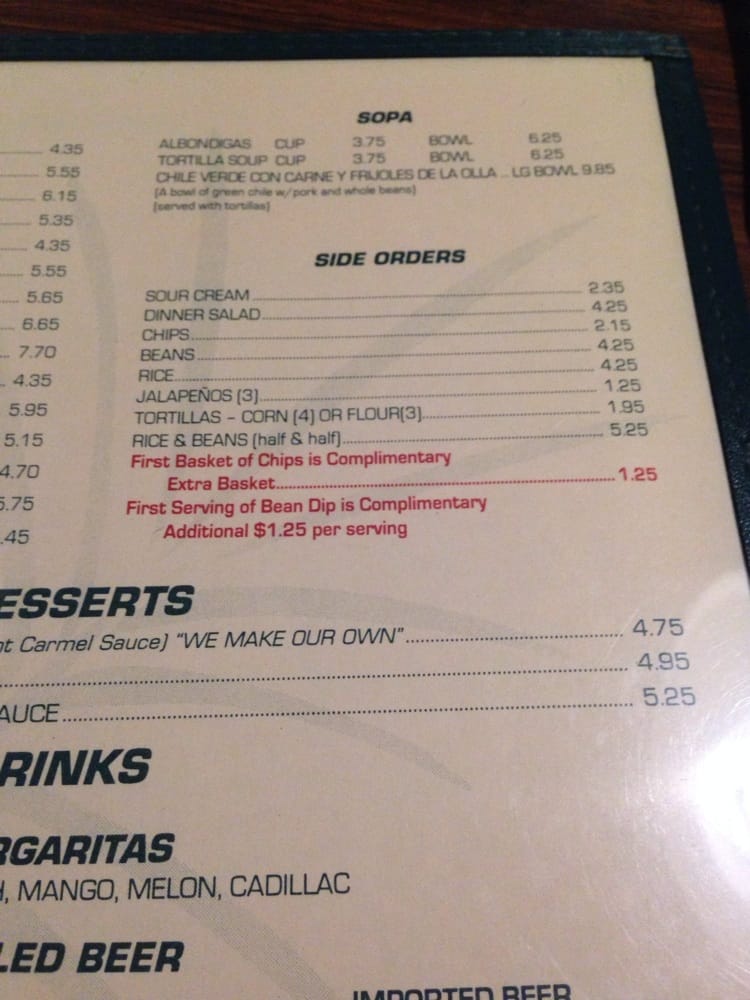 4.35
5.55
6.15
5.35
4.35
5.55
5.65
6.65
7.70
4.35
5.95
5.15
4.70
5.75
.45
SOPA
ALBONDIGAS CUP 3.75 BOWL 6.25
TORTILLA SOUP CUP 3.75 BOWL 6.25
CHILE VERDE CON CARNE Y FRIJOLES DE LA OLLA ... LG BOWL 9.85
(A bowl of green chile w/pork and whole beans)
(served with tortillas)
SIDE ORDERS
SOUR CREAM 2.35
DINNER SALAD 4.25
CHIPS 2.15
BEANS 4.25
RICE 4.25
JALAPEÑOS (3) 1.25
TORTILLAS - CORN (4) OR FLOUR(3) 1.95
RICE & BEANS (half & half) 5.25
First Basket of Chips is Complimentary
Extra Basket 1.25
First Serving of Bean Dip is Complimentary
Additional $1.25 per serving
ESSERTS
nt Carmel Sauce) "WE MAKE OUR OWN" 4.75
4.95
AUCE 5.25
RINKS
RGARITAS
H, MANGO, MELON, CADILLAC
LED BEER
IMPORTED BEER